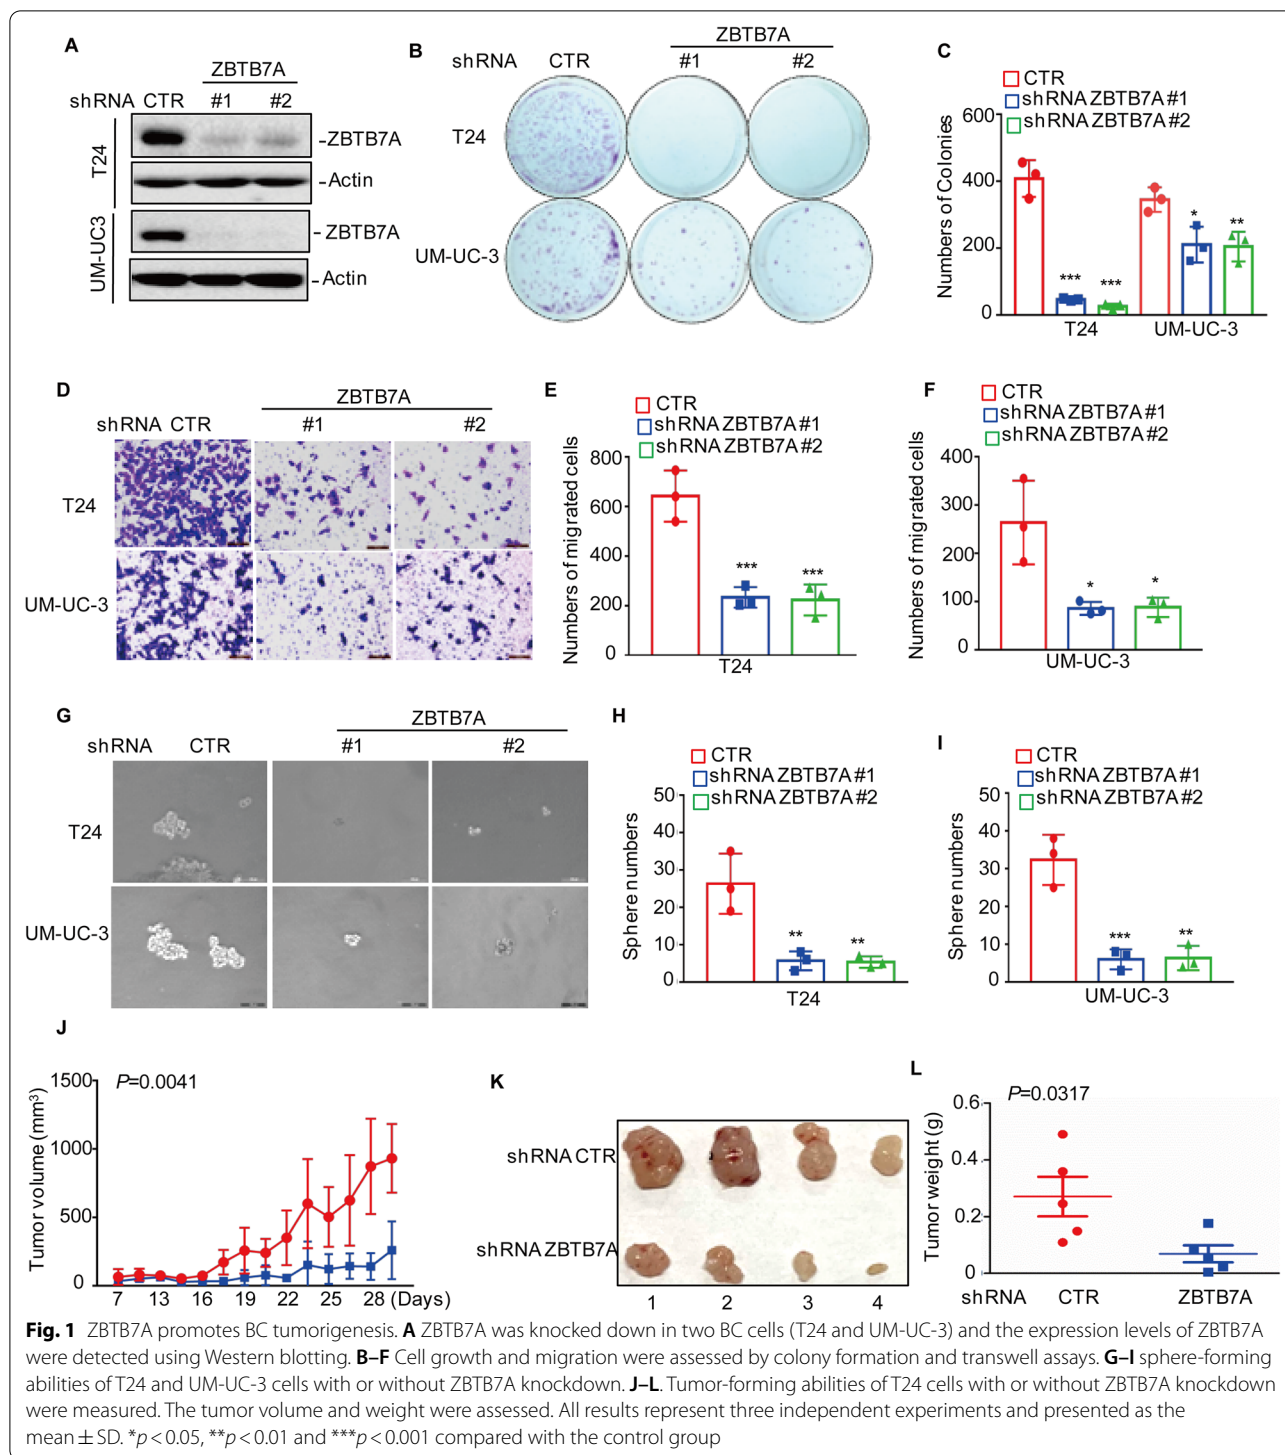 A
ZBTB7A
shRNA CTR #1 #2
T24
-ZBTB7A
-Actin
UM-UC3
- ZBTB7A
-Actin
B
ZBTB7A
shRNA CTR #1 #2
T24
UM-UC-3
C
CTR
shRNA ZBTB7A #1
shRNA ZBTB7A #2
Numbers of Colonies
600
400
200
0
***
***
*
**
T24
UM-UC-3
D
ZBTB7A
shRNA CTR #1 #2
T24
UM-UC-3
E
CTR
shRNA ZBTB7A #1
shRNA ZBTB7A #2
Numbers of migrated cells
800
600
400
200
0
***
***
T24
F
CTR
shRNA ZBTB7A #1
shRNA ZBTB7A #2
Numbers of migrated cells
400
300
200
100
0
*
*
UM-UC-3
G
ZBTB7A
shRNA CTR #1 #2
T24
UM-UC-3
H
CTR
shRNA ZBTB7A #1
shRNA ZBTB7A #2
Sphere numbers
50
40
30
20
10
0
**
**
T24
I
CTR
shRNA ZBTB7A #1
shRNA ZBTB7A #2
Sphere numbers
50
40
30
20
10
0
***
**
UM-UC-3
J
P=0.0041
Tumor volume (mm³)
1500
1000
500
0
7 13 16 19 22 25 28 (Days)
K
shRNA CTR
shRNA ZBTB7A
1 2 3 4
L
P=0.0317
Tumor weight (g)
0.6
0.4
0.2
0.0
shRNA CTR ZBTB7A
Fig. 1 ZBTB7A promotes BC tumorigenesis. A ZBTB7A was knocked down in two BC cells (T24 and UM-UC-3) and the expression levels of ZBTB7A
were detected using Western blotting. B–F Cell growth and migration were assessed by colony formation and transwell assays. G–I sphere-forming
abilities of T24 and UM-UC-3 cells with or without ZBTB7A knockdown. J–L. Tumor-forming abilities of T24 cells with or without ZBTB7A knockdown
were measured. The tumor volume and weight were assessed. All results represent three independent experiments and presented as the
mean ± SD. *p < 0.05, **p < 0.01 and ***p < 0.001 compared with the control group